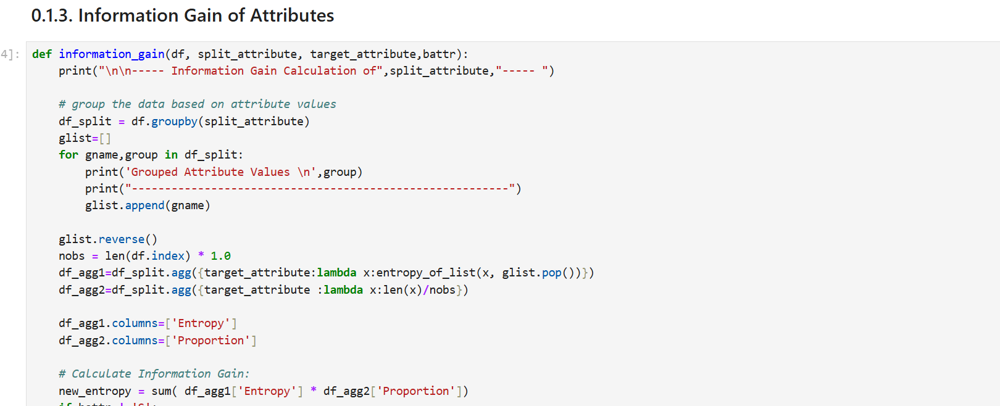 0.1.3. Information Gain of Attributes
4]:
def information_gain(df, split_attribute, target_attribute,battr):
    print("\n\n----- Information Gain Calculation of",split_attribute,"----- ")
    # group the data based on attribute values
    df_split = df.groupby(split_attribute)
    glist=[]
    for gname,group in df_split:
        print('Grouped Attribute Values \n',group)
        print("---------------------------------------------------------")
        glist.append(gname)
    glist.reverse()
    nobs = len(df.index) * 1.0
    df_agg1=df_split.agg({target_attribute:lambda x:entropy_of_list(x, glist.pop())})
    df_agg2=df_split.agg({target_attribute :lambda x:len(x)/nobs})
    df_agg1.columns=['Entropy']
    df_agg2.columns=['Proportion']
    # Calculate Information Gain:
    new_entropy = sum( df_agg1['Entropy'] * df_agg2['Proportion'])